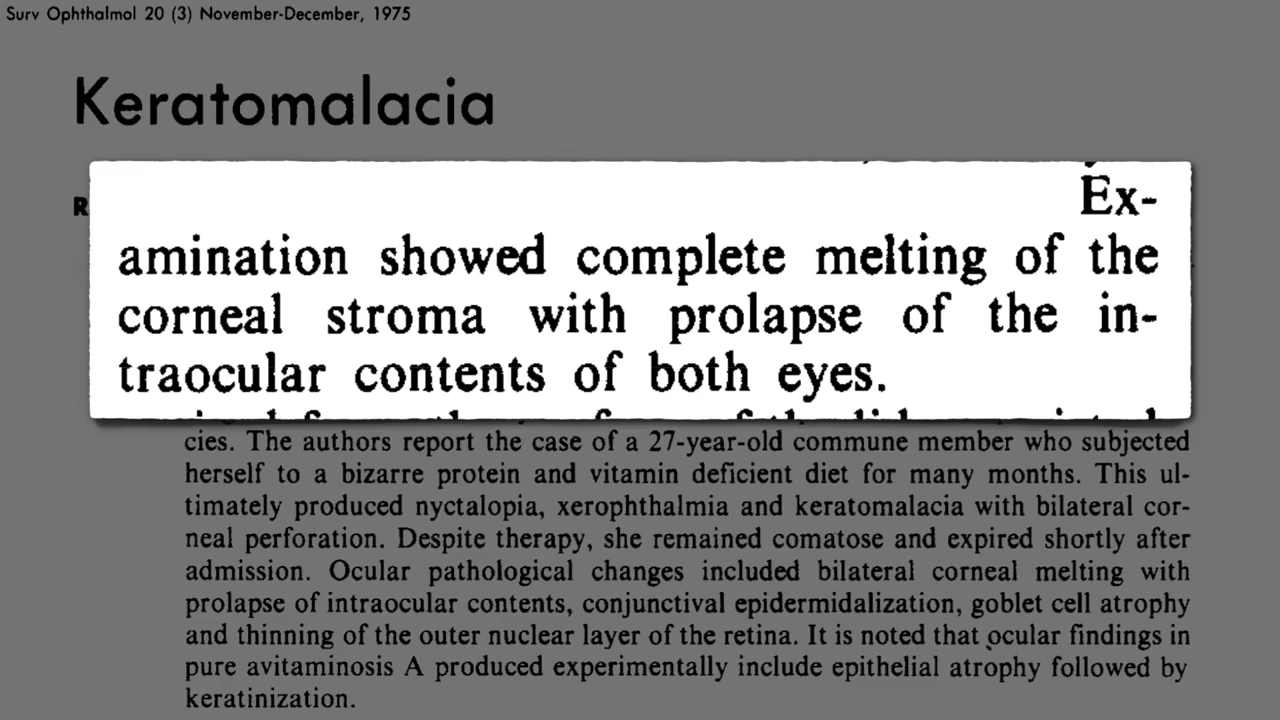 Surv Ophthalmol 20 (3) November-December, 1975
Keratomalacia
R
Ex-
amination showed complete melting of the
corneal stroma with prolapse of the in-
traocular contents of both eyes.
cies. The authors report the case of a 27-year-old commune member who subjected
herself to a bizarre protein and vitamin deficient diet for many months. This ul-
timately produced nyctalopia, xerophthalmia and keratomalacia with bilateral cor-
neal perforation. Despite therapy, she remained comatose and expired shortly after
admission. Ocular pathological changes included bilateral corneal melting with
prolapse of intraocular contents, conjunctival epidermidalization, goblet cell atrophy
and thinning of the outer nuclear layer of the retina. It is noted that ocular findings in
pure avitaminosis A produced experimentally include epithelial atrophy followed by
keratinization.